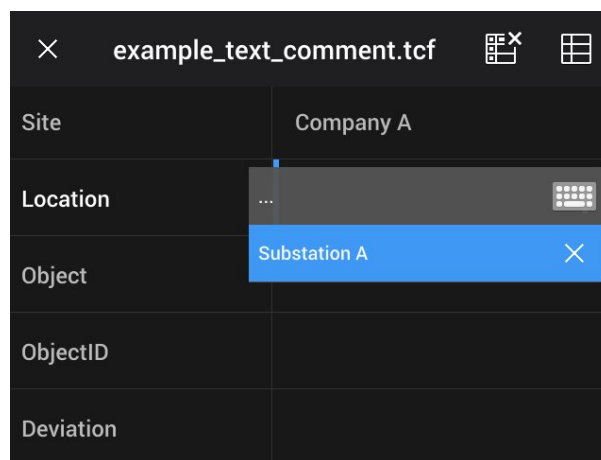 example_text_comment.tcf
Site Company A
Location ...
Substation A
Object
ObjectID
Deviation